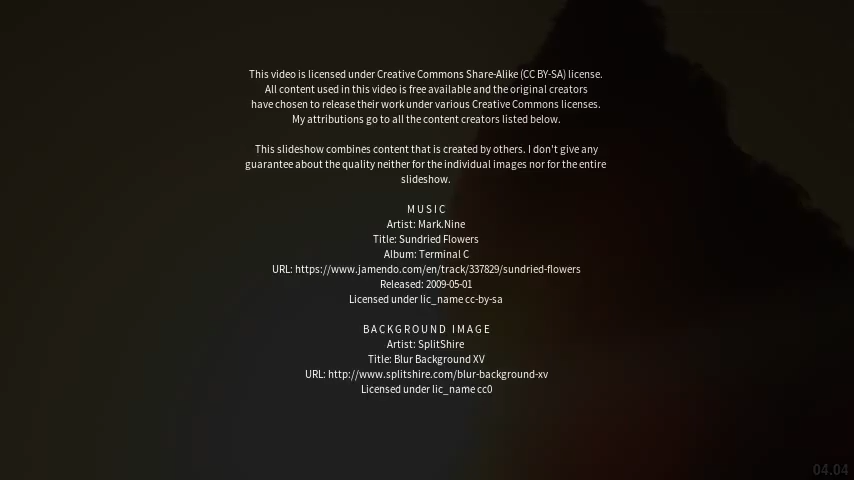 This video is licensed under Creative Commons Share-Alike (CC BY-SA) license.
All content used in this video is free available and the original creators
have chosen to release their work under various Creative Commons licenses.
My attributions go to all the content creators listed below.
This slideshow combines content that is created by others. I don't give any
guarantee about the quality neither for the individual images nor for the entire
slideshow.
MUSIC
Artist: Mark.Nine
Title: Sundried Flowers
Album: Terminal C
URL: https://www.jamendo.com/en/track/337829/sundried-flowers
Released: 2009-05-01
Licensed under lic_name cc-by-sa
BACKGROUND IMAGE
Artist: SplitShire
Title: Blur Background XV
URL: http://www.splitshire.com/blur-background-xv
Licensed under lic_name cc0
04.04